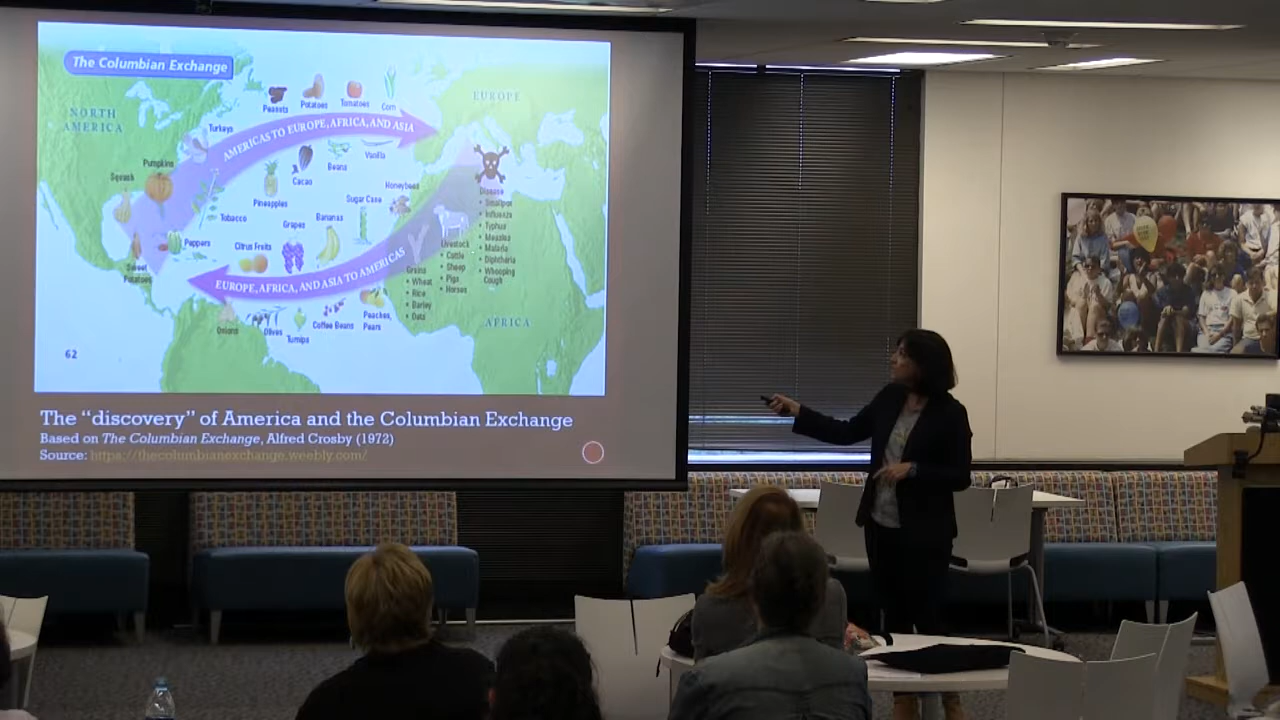 The Columbian Exchange
NORTH
AMERICA
EUROPE
AFRICA
Peanuts
Potatoes
Tomatoes
Corn
Turkeys
AMERICAS TO EUROPE, AFRICA, AND ASIA
Pumpkins
Squash
Cacao
Beans
Vanilla
Pineapples
Tobacco
Peppers
Sweet
Potatoes
Honeybees
Sugar Cane
Bananas
Grapes
Citrus Fruits
EUROPE, AFRICA, AND ASIA TO AMERICAS
Onions
Olives
Turnips
Coffee Beans
Peaches,
Pears
Grains
• Wheat
• Rice
• Barley
• Oats
Livestock
• Cattle
• Sheep
• Pigs
• Horses
Disease
• Smallpox
• Influenza
• Typhus
• Measles
• Malaria
• Diphtheria
• Whooping
Cough
62
The “discovery” of America and the Columbian Exchange
Based on The Columbian Exchange, Alfred Crosby (1972)
Source: https://thecolumbianexchange.weebly.com/